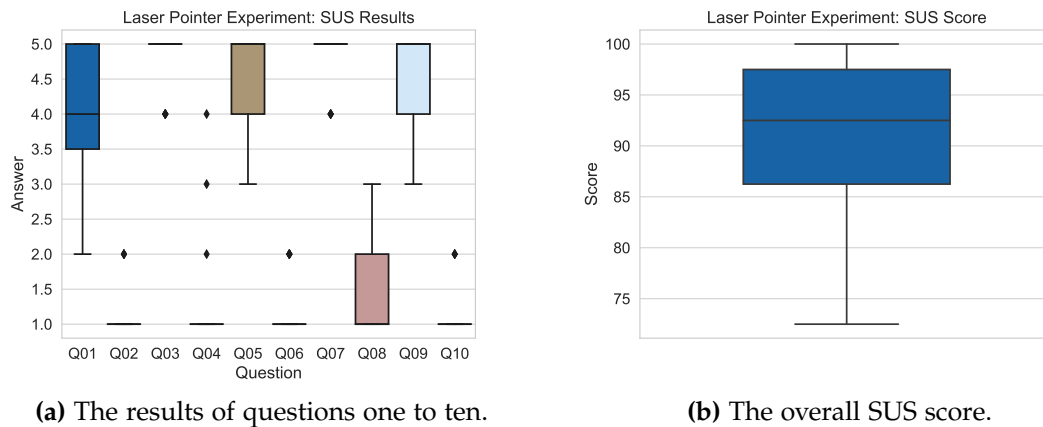 Laser Pointer Experiment: SUS Results
5.0
4.5
4.0
3.5
3.0
2.5
2.0
1.5
1.0
Answer
Q01 Q02 Q03 Q04 Q05 Q06 Q07 Q08 Q09 Q10
Question
(a) The results of questions one to ten.
Laser Pointer Experiment: SUS Score
100
95
90
85
80
75
Score
(b) The overall SUS score.